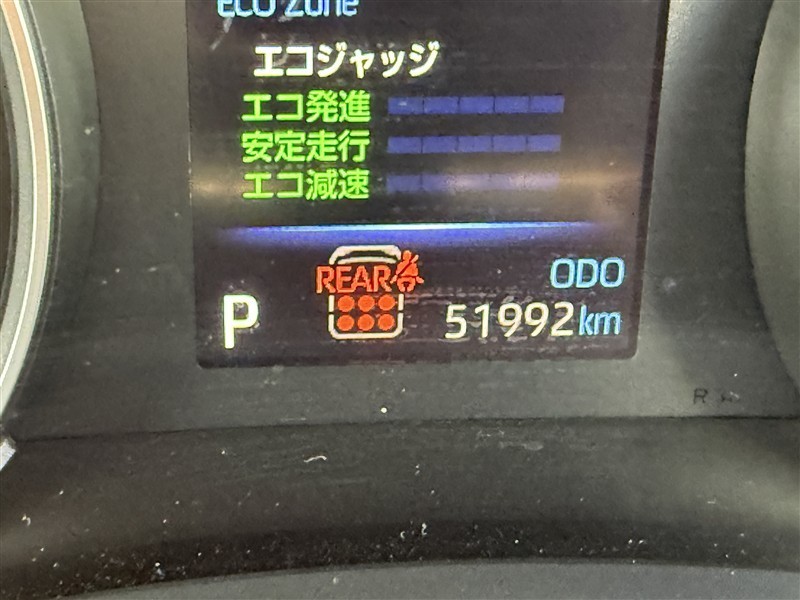 ECO Zone
エコジャッジ
エコ発進
安定走行
エコ減速
REAR
ODO
P
51992km